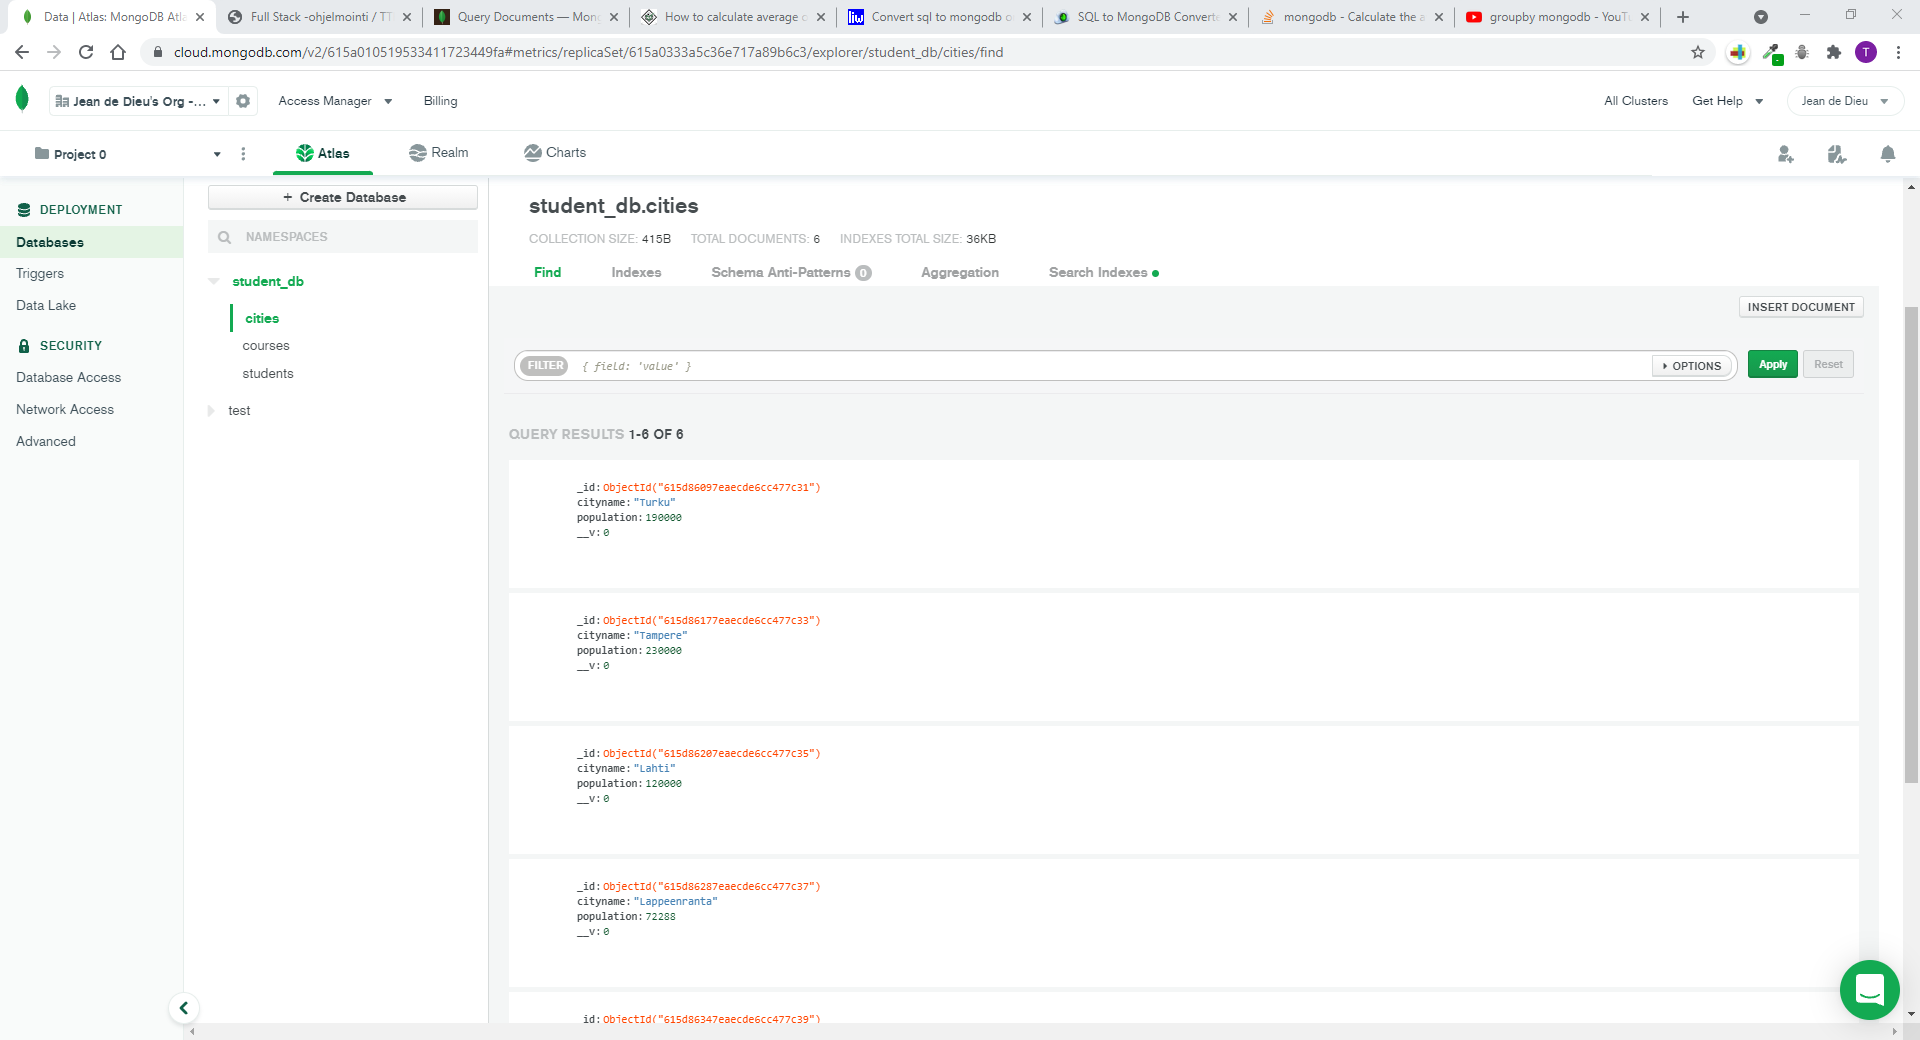 Data | Atlas: MongoDB Atla
Full Stack -ohjelmointi / TT
Query Documents — Mon
How to calculate average o
Convert sql to mongodb o
SQL to MongoDB Converte
mongodb - Calculate the a
groupby mongodb - YouTu
cloud.mongodb.com/v2/615a010519533411723449fa#metrics/replicaSet/615a0333a5c36e717a89b6c3/explorer/student_db/cities/find
T
Jean de Dieu's Org -...
Access Manager
Billing
All Clusters
Get Help
Jean de Dieu
Project 0
Atlas
Realm
Charts
DEPLOYMENT
Databases
Triggers
Data Lake
SECURITY
Database Access
Network Access
Advanced
+ Create Database
NAMESPACES
student_db
cities
courses
students
test
student_db.cities
COLLECTION SIZE: 415B TOTAL DOCUMENTS: 6 INDEXES TOTAL SIZE: 36KB
Find
Indexes
Schema Anti-Patterns 0
Aggregation
Search Indexes
INSERT DOCUMENT
FILTER { field: 'value' }
OPTIONS
Apply
Reset
QUERY RESULTS 1-6 OF 6
_id: ObjectId("615d86097eaecde6cc477c31")
cityname: "Turku"
population: 190000
__v: 0
_id: ObjectId("615d86177eaecde6cc477c33")
cityname: "Tampere"
population: 230000
__v: 0
_id: ObjectId("615d86207eaecde6cc477c35")
cityname: "Lahti"
population: 120000
__v: 0
_id: ObjectId("615d86287eaecde6cc477c37")
cityname: "Lappeenranta"
population: 72288
__v: 0
_id: ObjectId("615d86347eaecde6cc477c39")